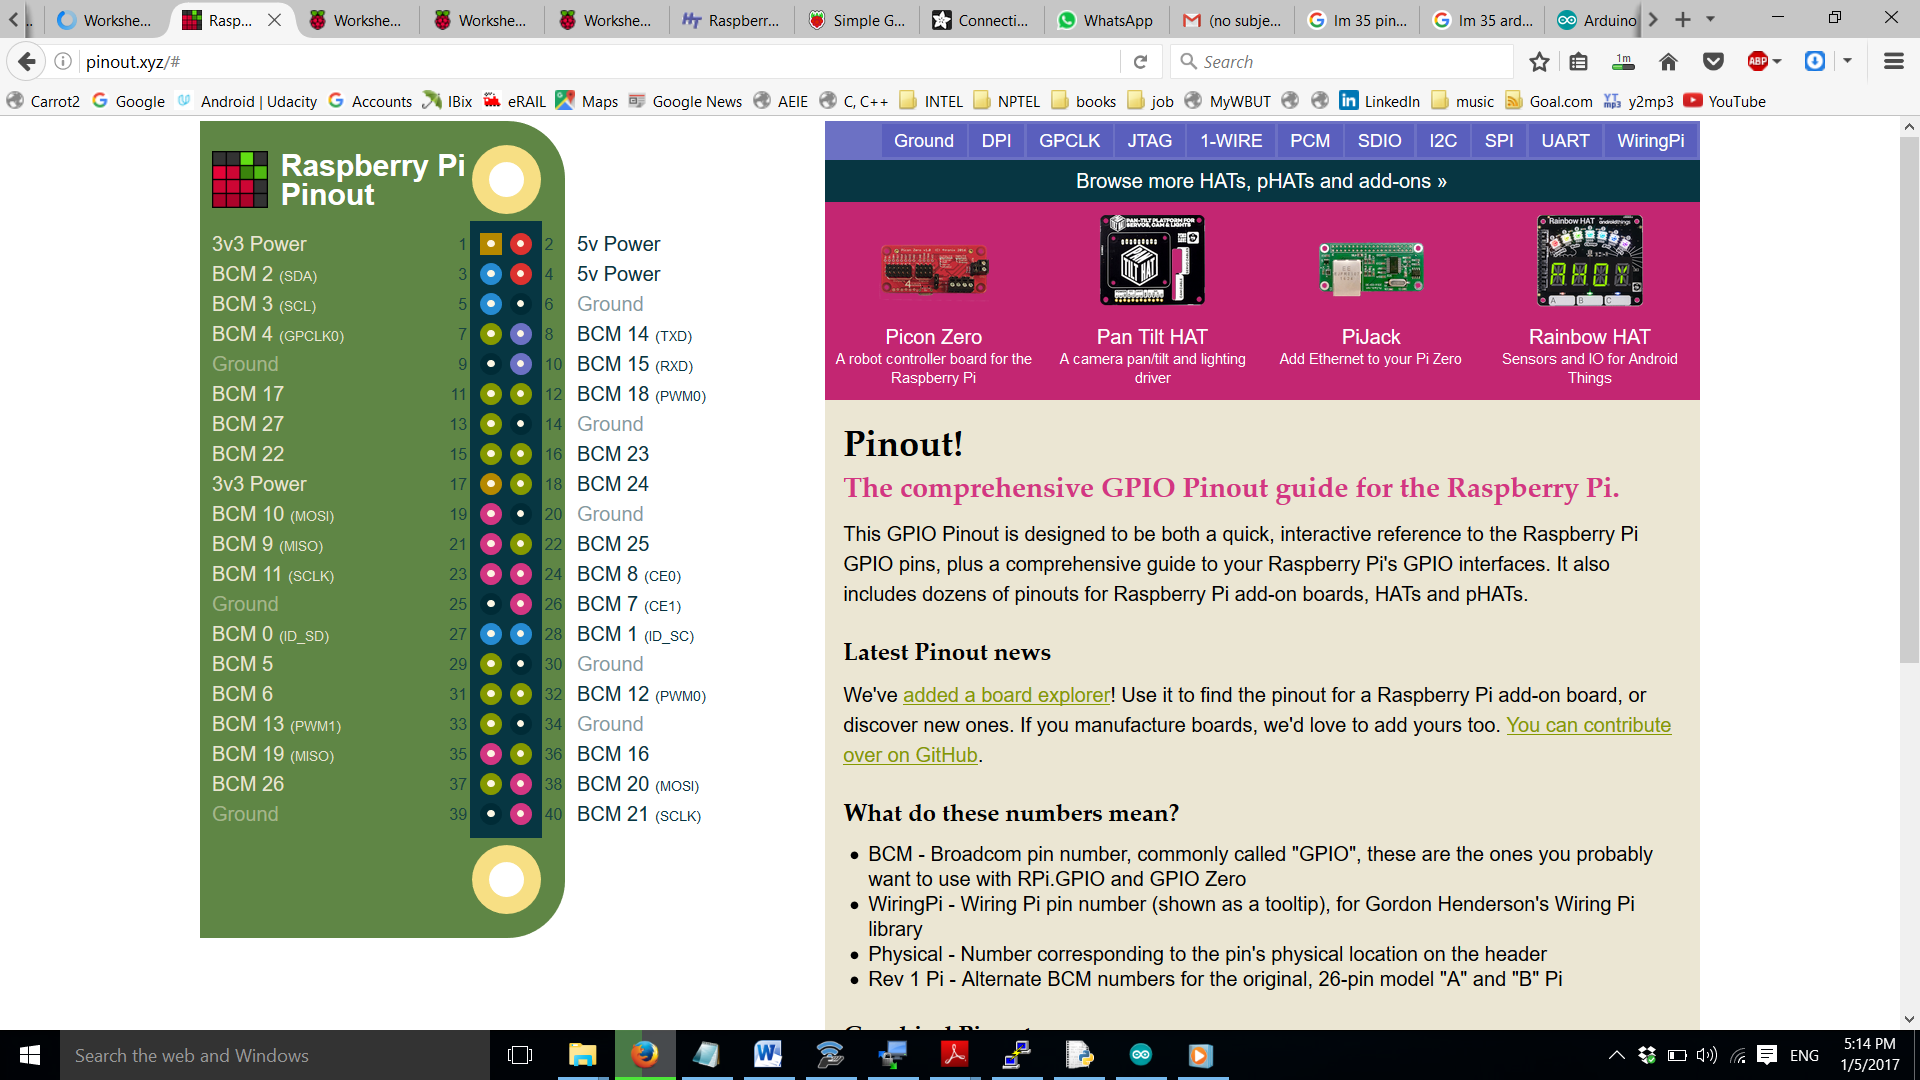 Workshe...
Rasp...
Workshe...
Workshe...
Workshe...
Raspberr...
Simple G...
Connecti...
WhatsApp
(no subje...
lm 35 pin...
lm 35 ard...
Arduino
pinout.xyz/#
Search
1m
ABP
Carrot2
Google
Android | Udacity
Accounts
IBix
eRAIL
Maps
Google News
AEIE
C, C++
INTEL
NPTEL
books
job
MyWBUT
LinkedIn
music
Goal.com
y2mp3
YouTube
Raspberry Pi
Pinout
3v3 Power 1 2 5v Power
BCM 2 (SDA) 3 4 5v Power
BCM 3 (SCL) 5 6 Ground
BCM 4 (GPCLK0) 7 8 BCM 14 (TXD)
Ground 9 10 BCM 15 (RXD)
BCM 17 11 12 BCM 18 (PWM0)
BCM 27 13 14 Ground
BCM 22 15 16 BCM 23
3v3 Power 17 18 BCM 24
BCM 10 (MOSI) 19 20 Ground
BCM 9 (MISO) 21 22 BCM 25
BCM 11 (SCLK) 23 24 BCM 8 (CE0)
Ground 25 26 BCM 7 (CE1)
BCM 0 (ID_SD) 27 28 BCM 1 (ID_SC)
BCM 5 29 30 Ground
BCM 6 31 32 BCM 12 (PWM0)
BCM 13 (PWM1) 33 34 Ground
BCM 19 (MISO) 35 36 BCM 16
BCM 26 37 38 BCM 20 (MOSI)
Ground 39 40 BCM 21 (SCLK)
Ground DPI GPCLK JTAG 1-WIRE PCM SDIO I2C SPI UART WiringPi
Browse more HATs, pHATs and add-ons »
Picon Zero
A robot controller board for the
Raspberry Pi
Pan Tilt HAT
A camera pan/tilt and lighting
driver
PiJack
Add Ethernet to your Pi Zero
Rainbow HAT
Sensors and IO for Android
Things
Pinout!
The comprehensive GPIO Pinout guide for the Raspberry Pi.
This GPIO Pinout is designed to be both a quick, interactive reference to the Raspberry Pi
GPIO pins, plus a comprehensive guide to your Raspberry Pi's GPIO interfaces. It also
includes dozens of pinouts for Raspberry Pi add-on boards, HATs and pHATs.
Latest Pinout news
We've added a board explorer! Use it to find the pinout for a Raspberry Pi add-on board, or
discover new ones. If you manufacture boards, we'd love to add yours too. You can contribute
over on GitHub.
What do these numbers mean?
BCM - Broadcom pin number, commonly called "GPIO", these are the ones you probably
want to use with RPi.GPIO and GPIO Zero
WiringPi - Wiring Pi pin number (shown as a tooltip), for Gordon Henderson's Wiring Pi
library
Physical - Number corresponding to the pin's physical location on the header
Rev 1 Pi - Alternate BCM numbers for the original, 26-pin model "A" and "B" Pi
Search the web and Windows
ENG
5:14 PM
1/5/2017